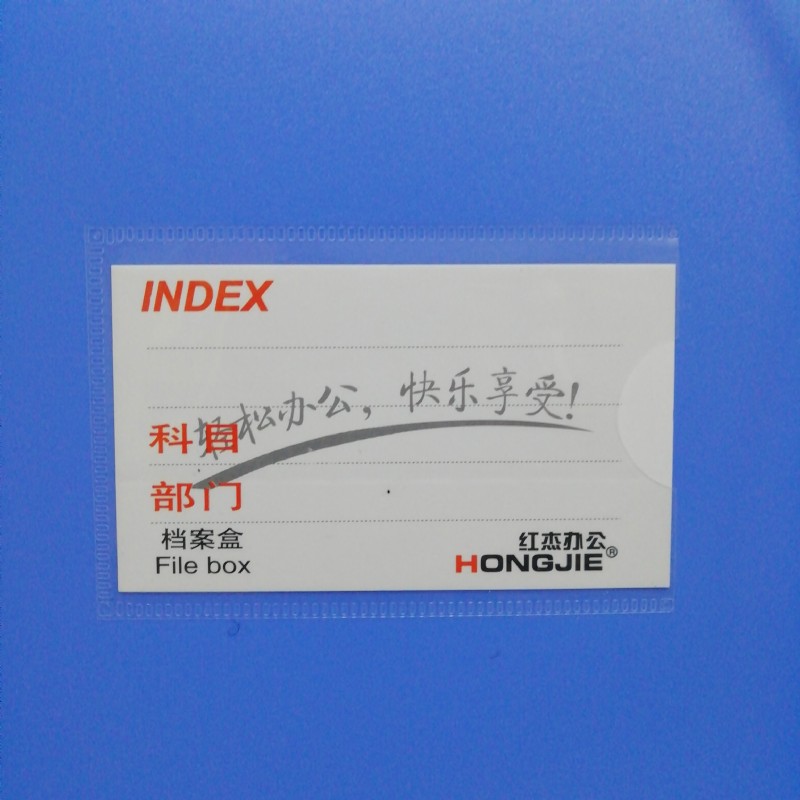 INDEX
轻松办公，快乐享受！
科目
部门
档案盒
File box
红杰办公
HONGJIE®